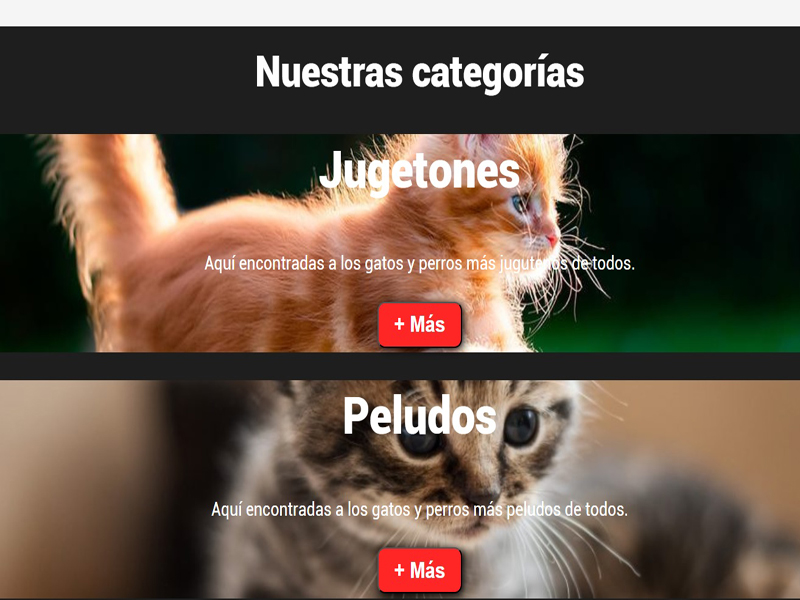 Nuestras categorías
Jugetones
Aquí encontradas a los gatos y perros más de todos.
+ Más
Peludos
Aquí encontradas a los gatos y perros más peludos de todos.
+ Más